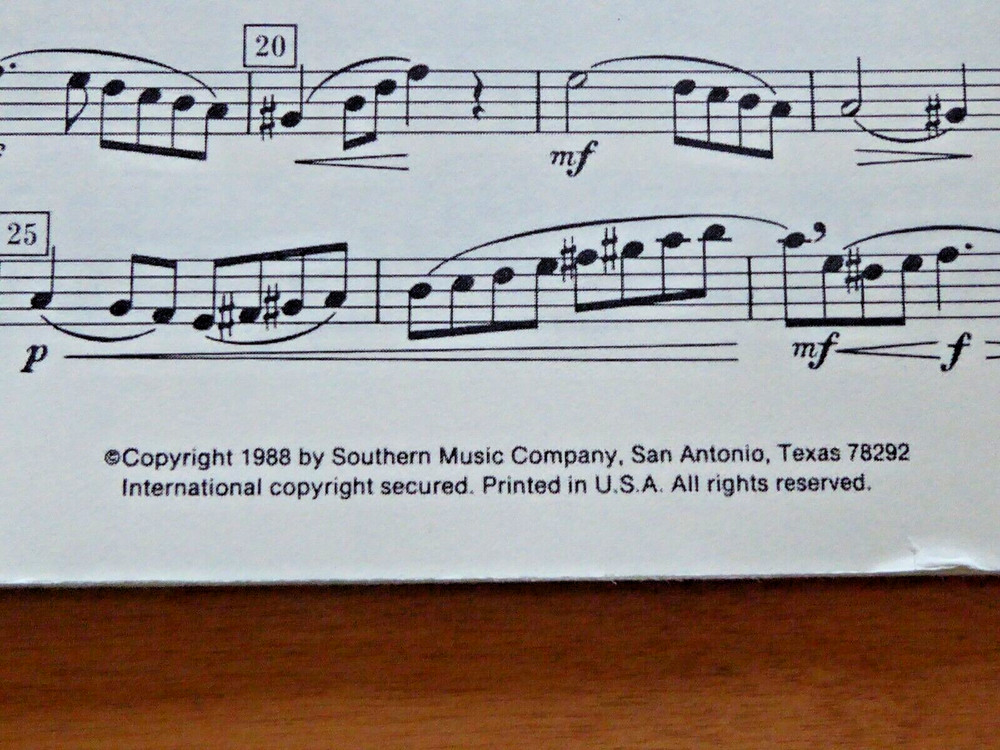 20
mf
25
p mf f
©Copyright 1988 by Southern Music Company, San Antonio, Texas 78292
International copyright secured. Printed in U.S.A. All rights reserved.